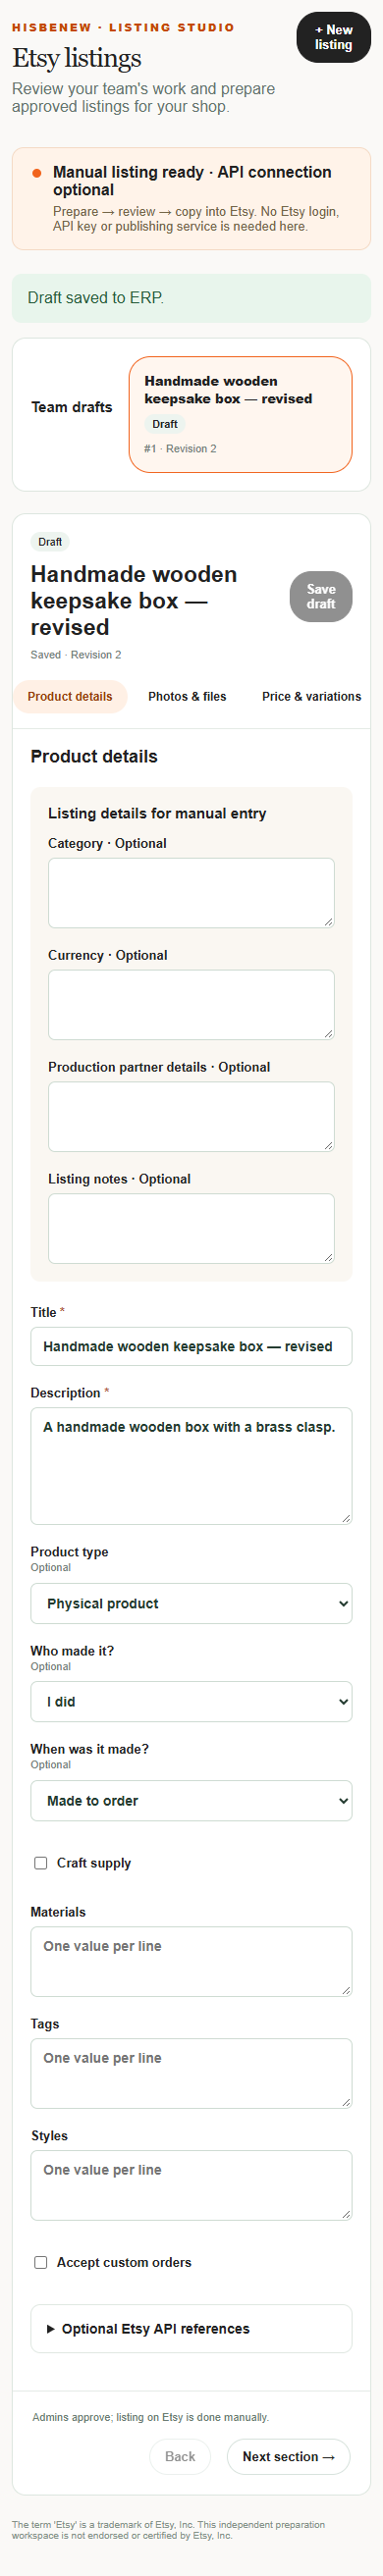 HISBENEW · LISTING STUDIO
+ New
listing
Etsy listings
Review your team's work and prepare
approved listings for your shop.
Manual listing ready · API connection
optional
Prepare → review → copy into Etsy. No Etsy login,
API key or publishing service is needed here.
Draft saved to ERP.
Team drafts
Handmade wooden
keepsake box — revised
Draft
#1 · Revision 2
Draft
Handmade wooden
keepsake box —
revised
Saved · Revision 2
Save
draft
Product details
Photos & files
Price & variations
Product details
Listing details for manual entry
Category · Optional
Currency · Optional
Production partner details · Optional
Listing notes · Optional
Title *
Handmade wooden keepsake box — revised
Description *
A handmade wooden box with a brass clasp.
Product type
Optional
Physical product
Who made it?
Optional
I did
When was it made?
Optional
Made to order
Craft supply
Materials
One value per line
Tags
One value per line
Styles
One value per line
Accept custom orders
▶ Optional Etsy API references
Admins approve; listing on Etsy is done manually.
Back
Next section →
The term 'Etsy' is a trademark of Etsy, Inc. This independent preparation
workspace is not endorsed or certified by Etsy, Inc.